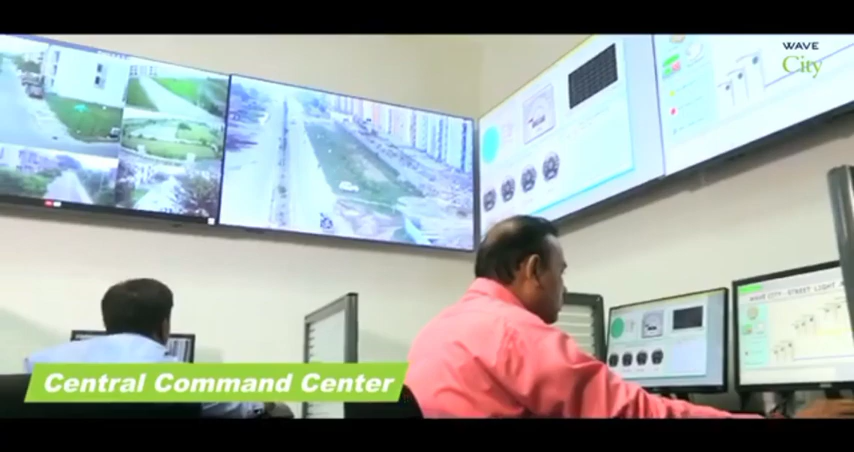 WAVE
City
WAVE CITY - STREET LIGHT
Central Command Center